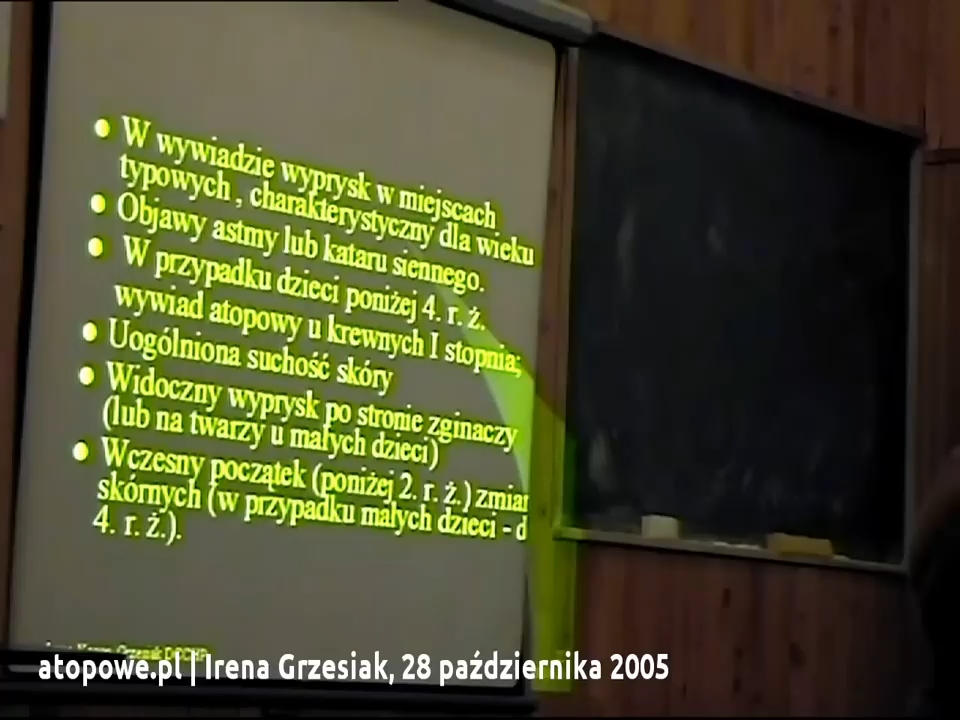 • W wywiadzie wyprysk w miejscach
typowych , charakterystyczny dla wieku
• Objawy astmy lub kataru siennego.
• W przypadku dzieci poniżej 4. r. ż.
wywiad atopowy u krewnych I stopnia;
• Uogólniona suchość skóry
• Widoczny wyprysk po stronie zginaczy
(lub na twarzy u małych dzieci)
• Wczesny początek (poniżej 2. r. ż.) zmian
skórnych (w przypadku małych dzieci - d
4. r. ż.).
Grzesiak
atopowe.pl | Irena Grzesiak, 28 października 2005